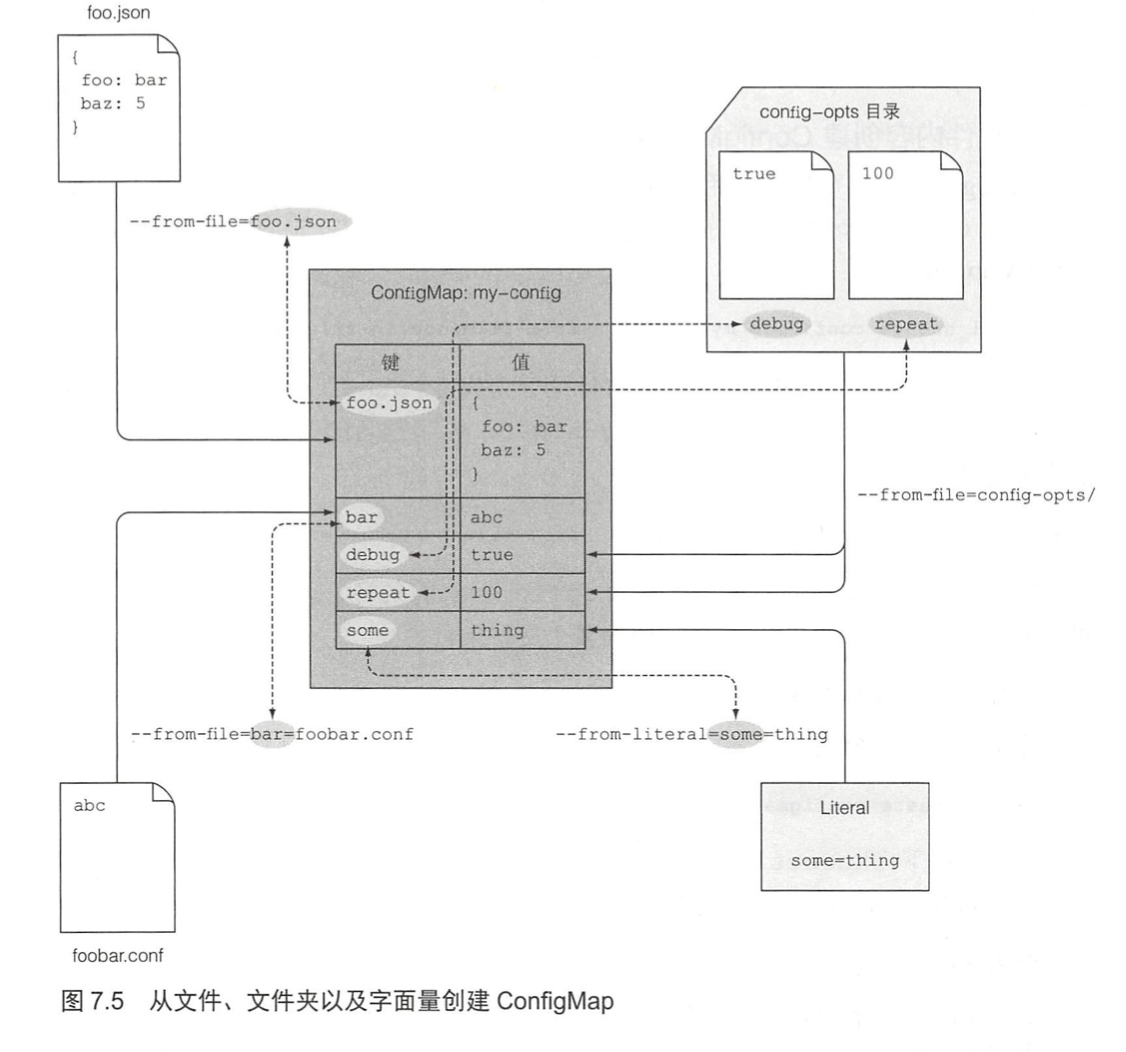 foo.json
{
foo: bar
baz: 5
}
--from-file=foo.json
config-opts 目录
true
100
debug
repeat
ConfigMap: my-config
键 值
foo.json
{
foo: bar
baz: 5
}
bar abc
debug true
repeat 100
some thing
--from-file=config-opts/
--from-file=bar=foobar.conf
--from-literal=some=thing
abc
foobar.conf
Literal
some=thing
图 7.5 从文件、文件夹以及字面量创建 ConfigMap